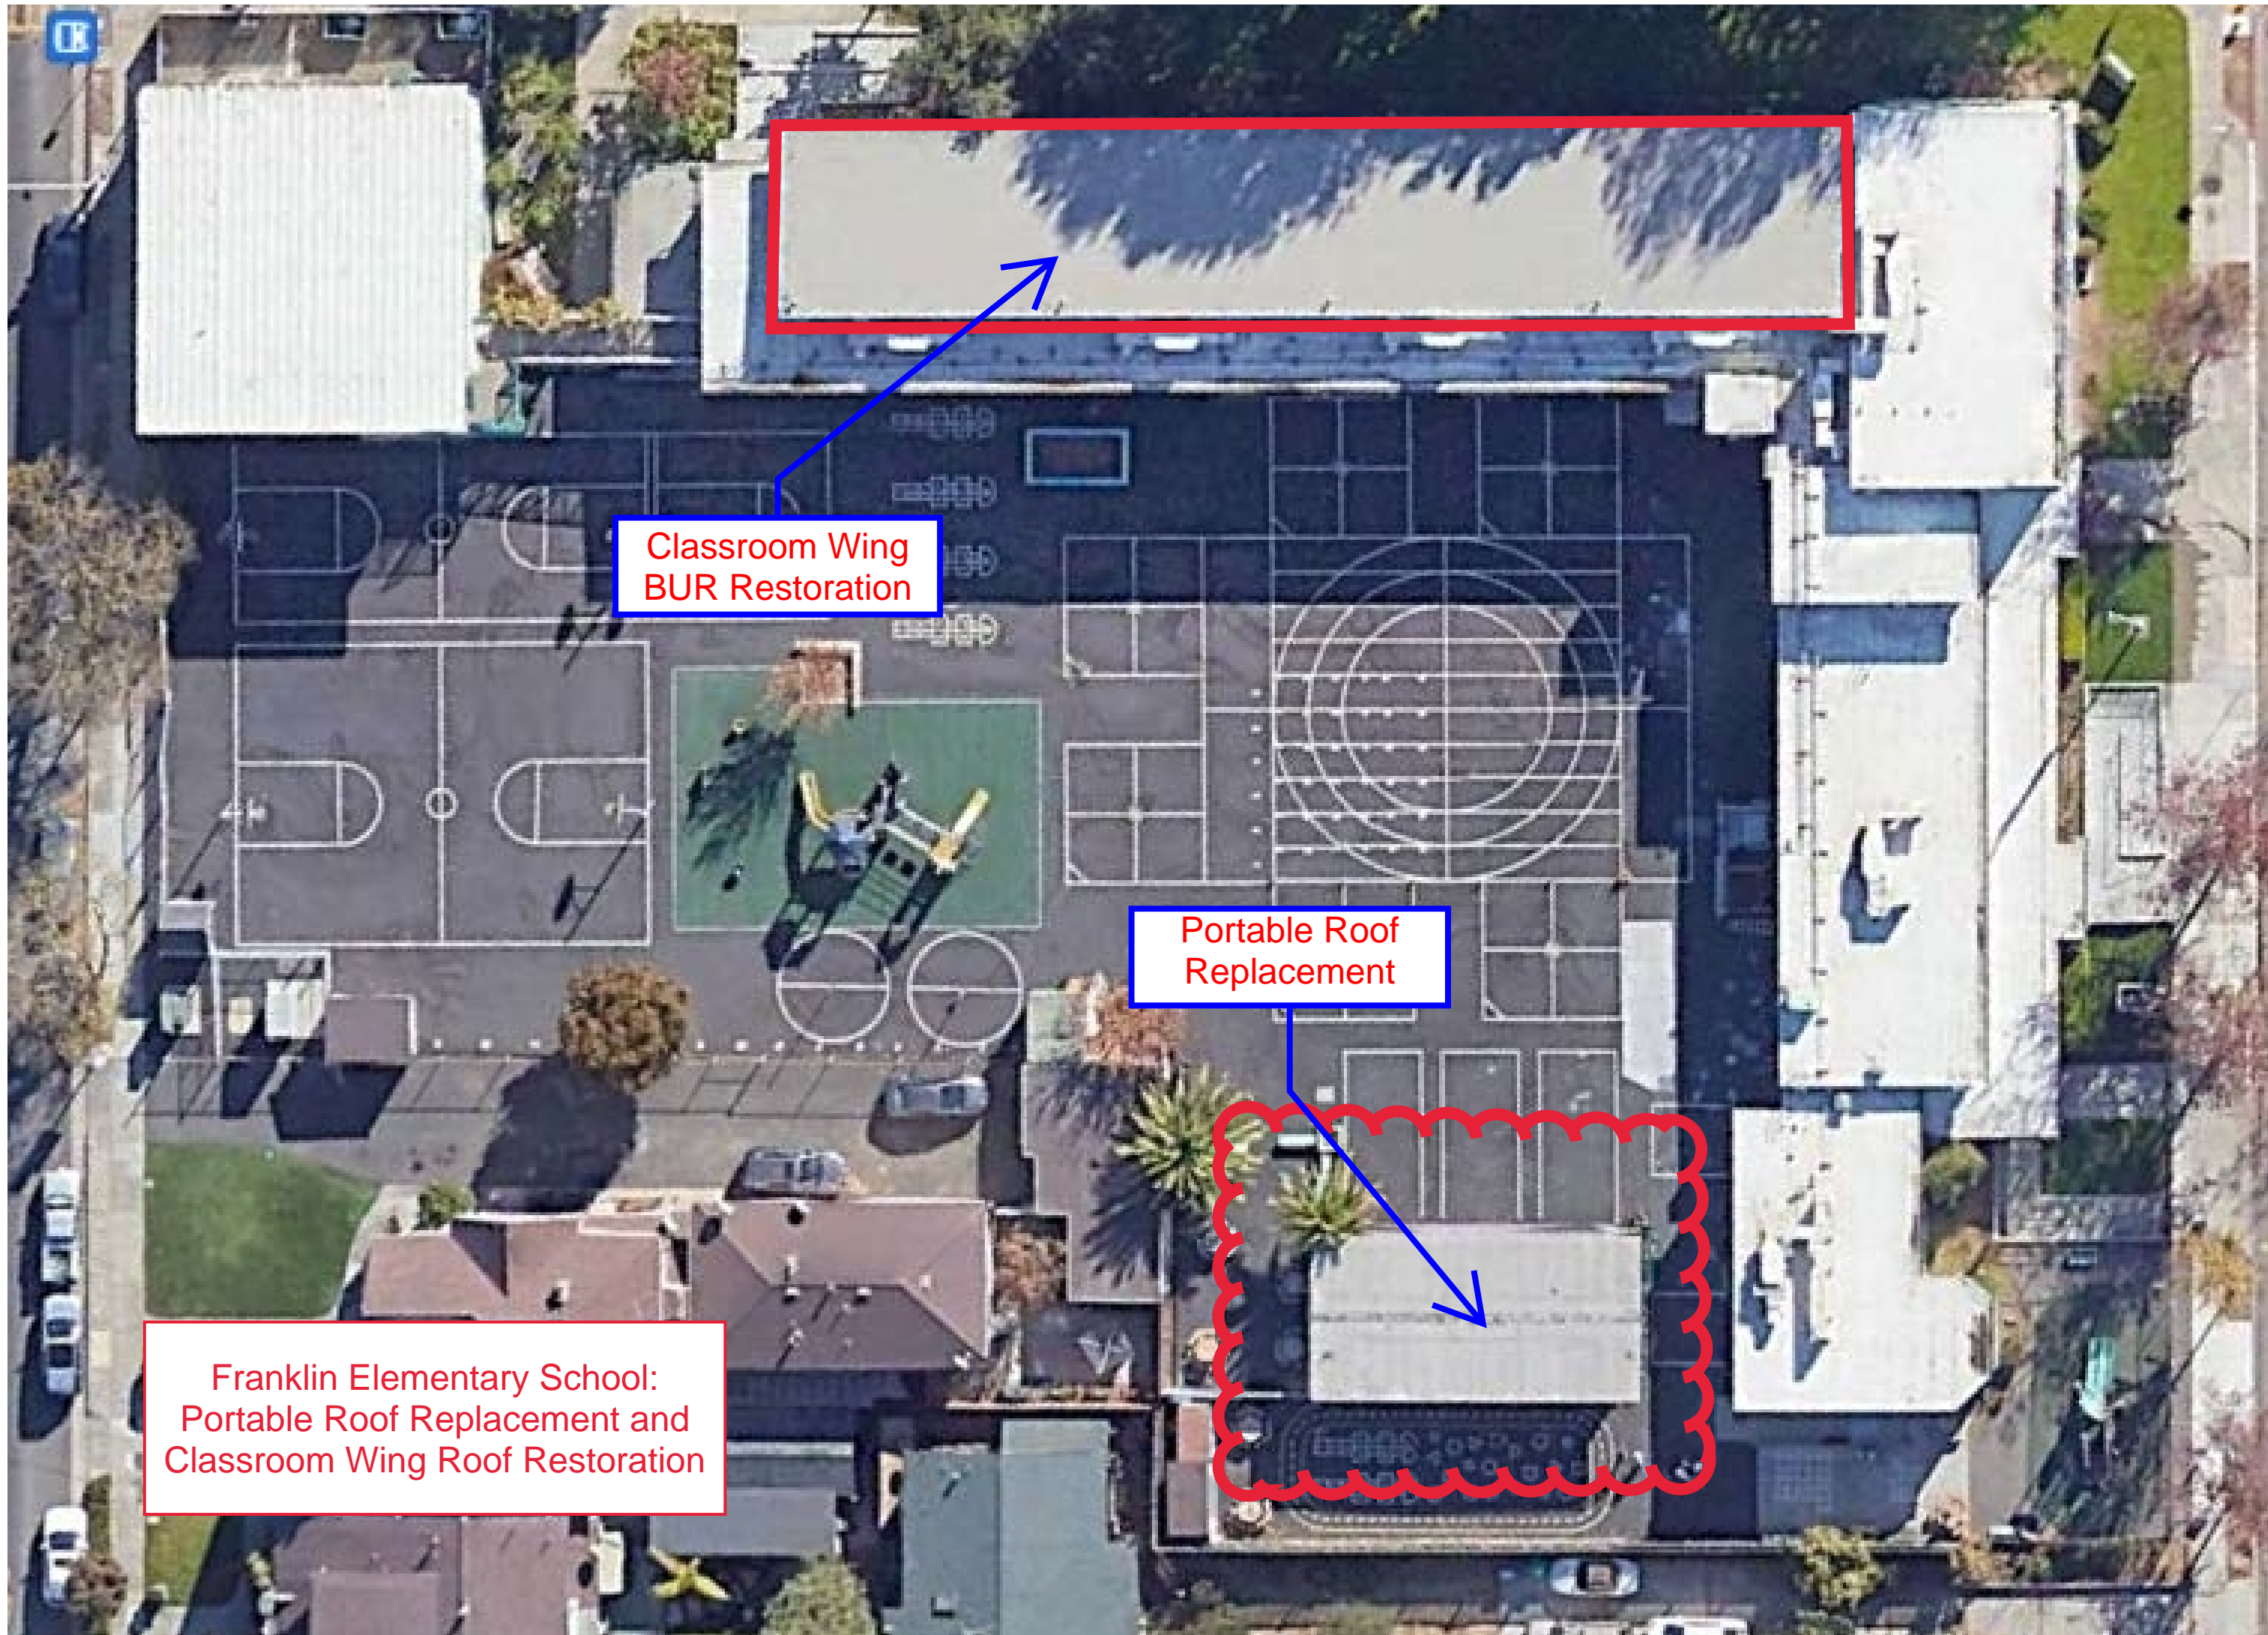 Classroom Wing
BUR Restoration
Portable Roof
Replacement
Franklin Elementary School:
Portable Roof Replacement and
Classroom Wing Roof Restoration